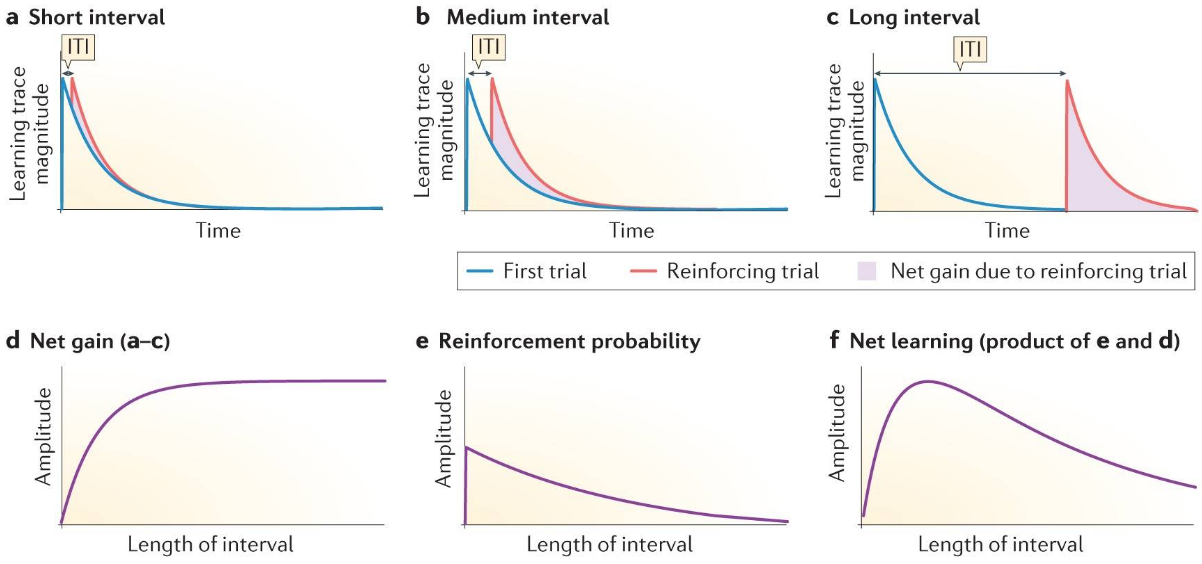 a Short interval
ITI
Learning trace
magnitude
Time
b Medium interval
ITI
Learning trace
magnitude
Time
c Long interval
ITI
Learning trace
magnitude
Time
First trial
Reinforcing trial
Net gain due to reinforcing trial
d Net gain (a–c)
Amplitude
Length of interval
e Reinforcement probability
Amplitude
Length of interval
f Net learning (product of e and d)
Amplitude
Length of interval